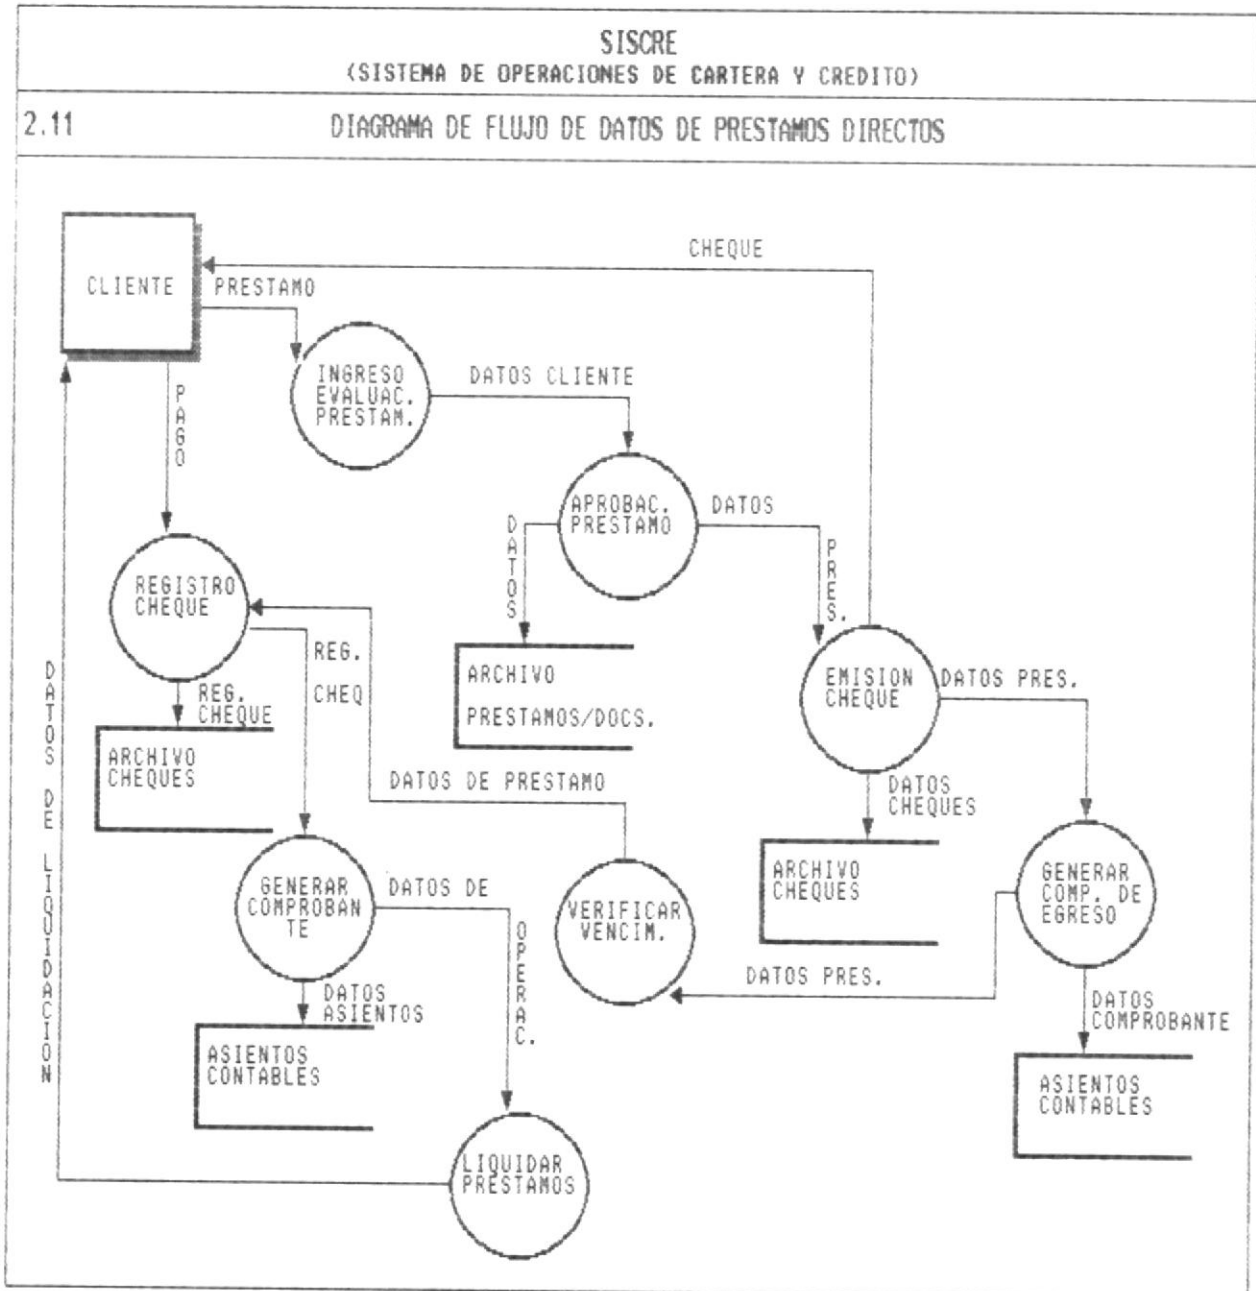 SISCRE
(SISTEMA DE OPERACIONES DE CARTERA Y CREDITO)
2.11 DIAGRAMA DE FLUJO DE DATOS DE PRESTAMOS DIRECTOS
CHEQUE
CLIENTE
PRESTAMO
INGRESO
EVALUAC.
PRESTAM.
DATOS CLIENTE
PAGO
APROBAC.
PRESTAMO
DATOS
DATOS
PRES.
REGISTRO
CHEQUE
REG.
CHEQ
REG.
CHEQUE
ARCHIVO
CHEQUES
ARCHIVO
PRESTAMOS/DOCS.
EMISION
CHEQUE
DATOS PRES.
DATOS
CHEQUES
DATOS DE PRESTAMO
ARCHIVO
CHEQUES
GENERAR
COMP. DE
EGRESO
GENERAR
COMPROBAN
TE
DATOS DE
OPERAC.
VERIFICAR
VENCIM.
DATOS PRES.
DATOS
ASIENTOS
DATOS
COMPROBANTE
ASIENTOS
CONTABLES
ASIENTOS
CONTABLES
LIQUIDAR
PRESTAMOS
DATOS DE LIQUIDACION